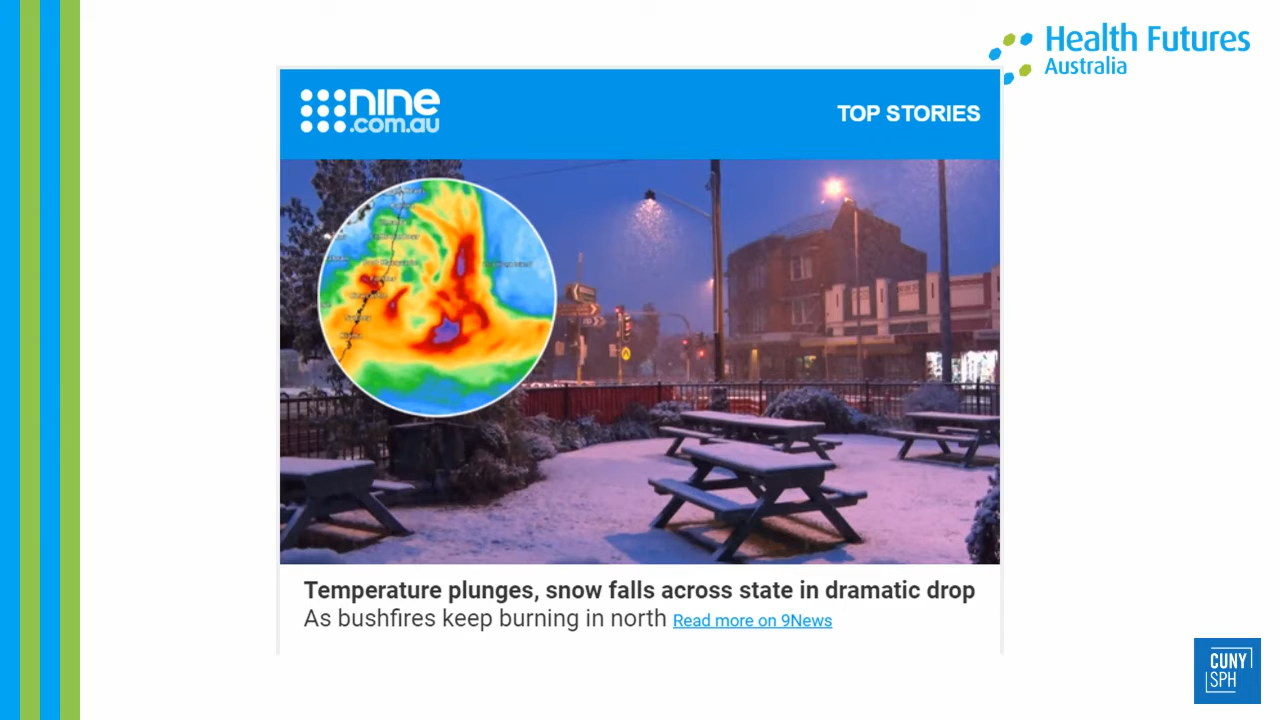 Health Futures
Australia
nine
.com.au
TOP STORIES
Temperature plunges, snow falls across state in dramatic drop
As bushfires keep burning in north Read more on 9News
CUNY
SPH